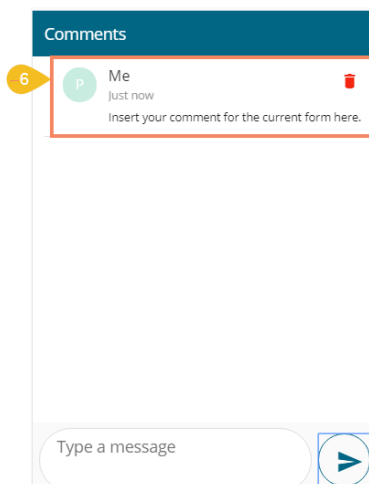 Comments
6
P
Me
Just now
Insert your comment for the current form here.
Type a message